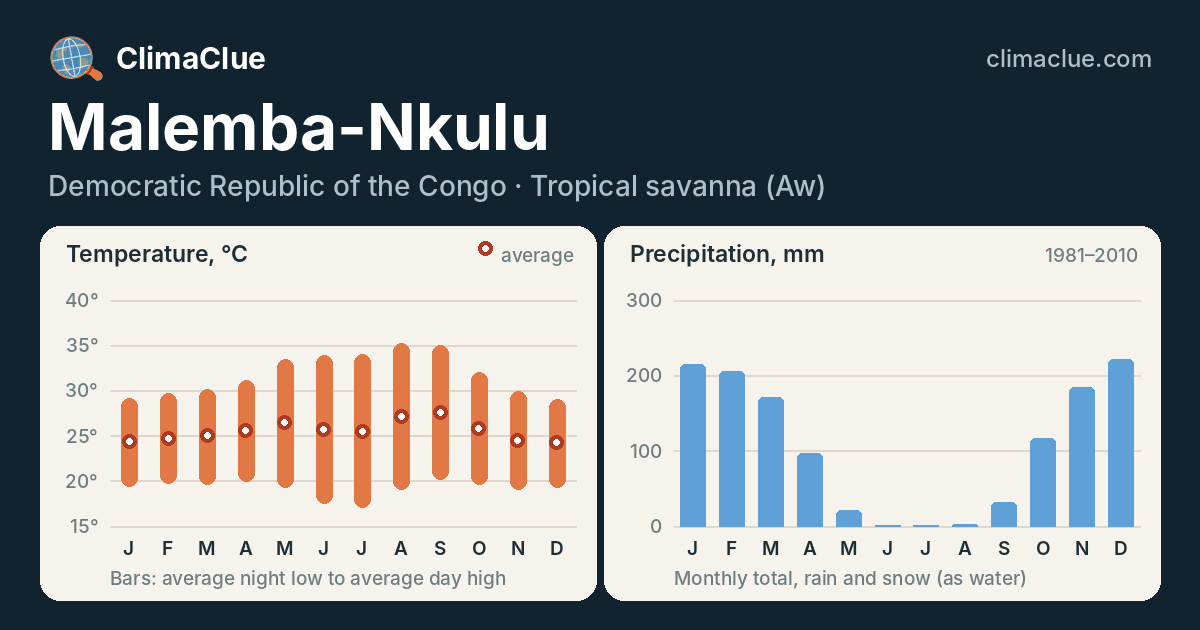 ClimaClue
climaclue.com
Malemba-Nkulu
Democratic Republic of the Congo · Tropical savanna (Aw)
Temperature, °C
average
40°
35°
30°
25°
20°
15°
J F M A M J J A S O N D
Bars: average night low to average day high
Precipitation, mm
1981–2010
300
200
100
0
J F M A M J J A S O N D
Monthly total, rain and snow (as water)